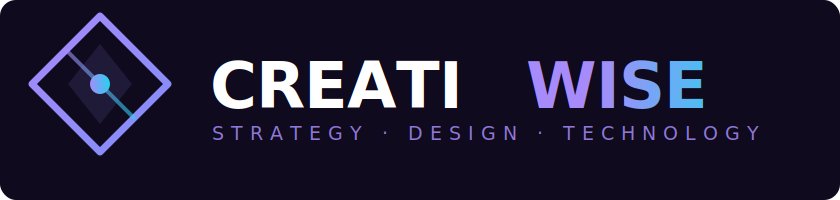 CREATI WISE
STRATEGY · DESIGN · TECHNOLOGY